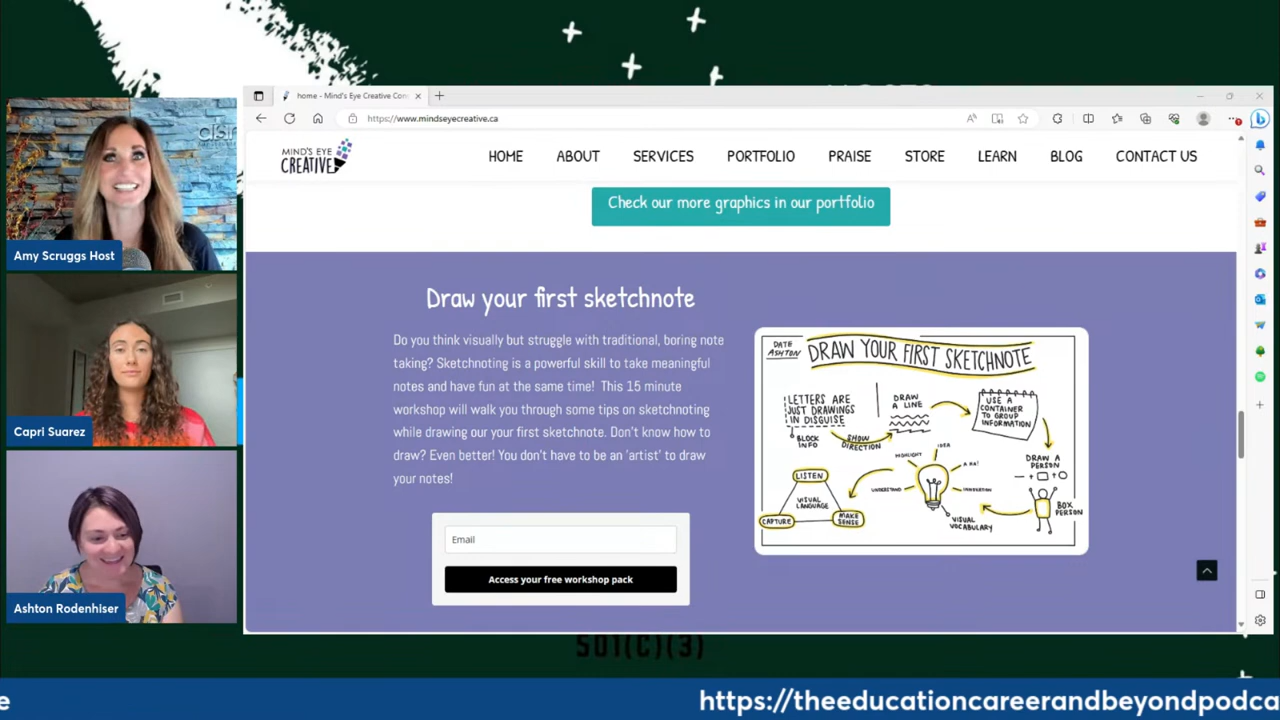 home - Mind's Eye Creative Con
https://www.mindseyecreative.ca
MIND'S EYE
CREATIVE
HOME
ABOUT
SERVICES
PORTFOLIO
PRAISE
STORE
LEARN
BLOG
CONTACT US
Check our more graphics in our portfolio
Amy Scruggs Host
Capri Suarez
Ashton Rodenhiser
Draw your first sketchnote
Do you think visually but struggle with traditional, boring note
taking? Sketchnoting is a powerful skill to take meaningful
notes and have fun at the same time! This 15 minute
workshop will walk you through some tips on sketchnoting
while drawing our your first sketchnote. Don't know how to
draw? Even better! You don't have to be an 'artist' to draw
your notes!
Email
Access your free workshop pack
DATE
ASHTON
DRAW YOUR FIRST SKETCHNOTE
LETTERS ARE
JUST DRAWINGS
IN DISGUISE
BLOCK
INFO
SHOW
DIRECTION
DRAW
A LINE
USE A
CONTAINER
TO GROUP
INFORMATION
DRAW A
PERSON
BOX
PERSON
HIGHLIGHT
IDEA
A HA!
UNDERSTAND
INNOVATION
VISUAL
VOCABULARY
LISTEN
VISUAL
LANGUAGE
CAPTURE
MAKE
SENSE
501(C)(3)
e
https://theeducationcareerandbeyondpodca